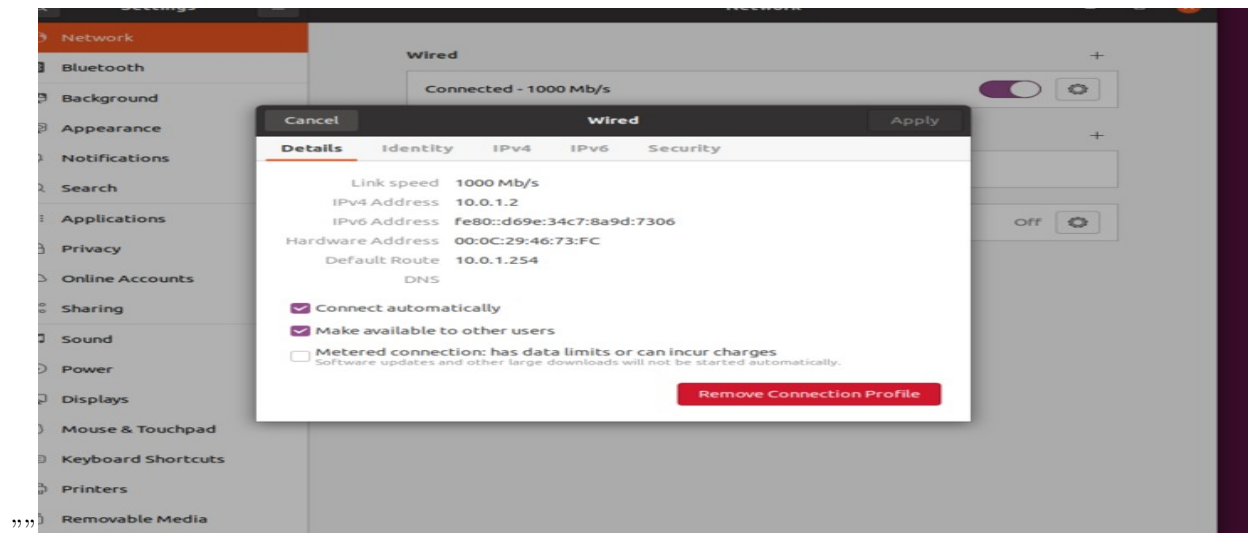 Settings
Network
Network
Bluetooth
Background
Appearance
Notifications
Search
Applications
Privacy
Online Accounts
Sharing
Sound
Power
Displays
Mouse & Touchpad
Keyboard Shortcuts
Printers
Removable Media
Wired
Connected - 1000 Mb/s
Off
Cancel
Wired
Apply
Details Identity IPv4 IPv6 Security
Link speed 1000 Mb/s
IPv4 Address 10.0.1.2
IPv6 Address fe80::d69e:34c7:8a9d:7306
Hardware Address 00:0C:29:46:73:FC
Default Route 10.0.1.254
DNS
Connect automatically
Make available to other users
Metered connection: has data limits or can incur charges
Software updates and other large downloads will not be started automatically.
Remove Connection Profile
””